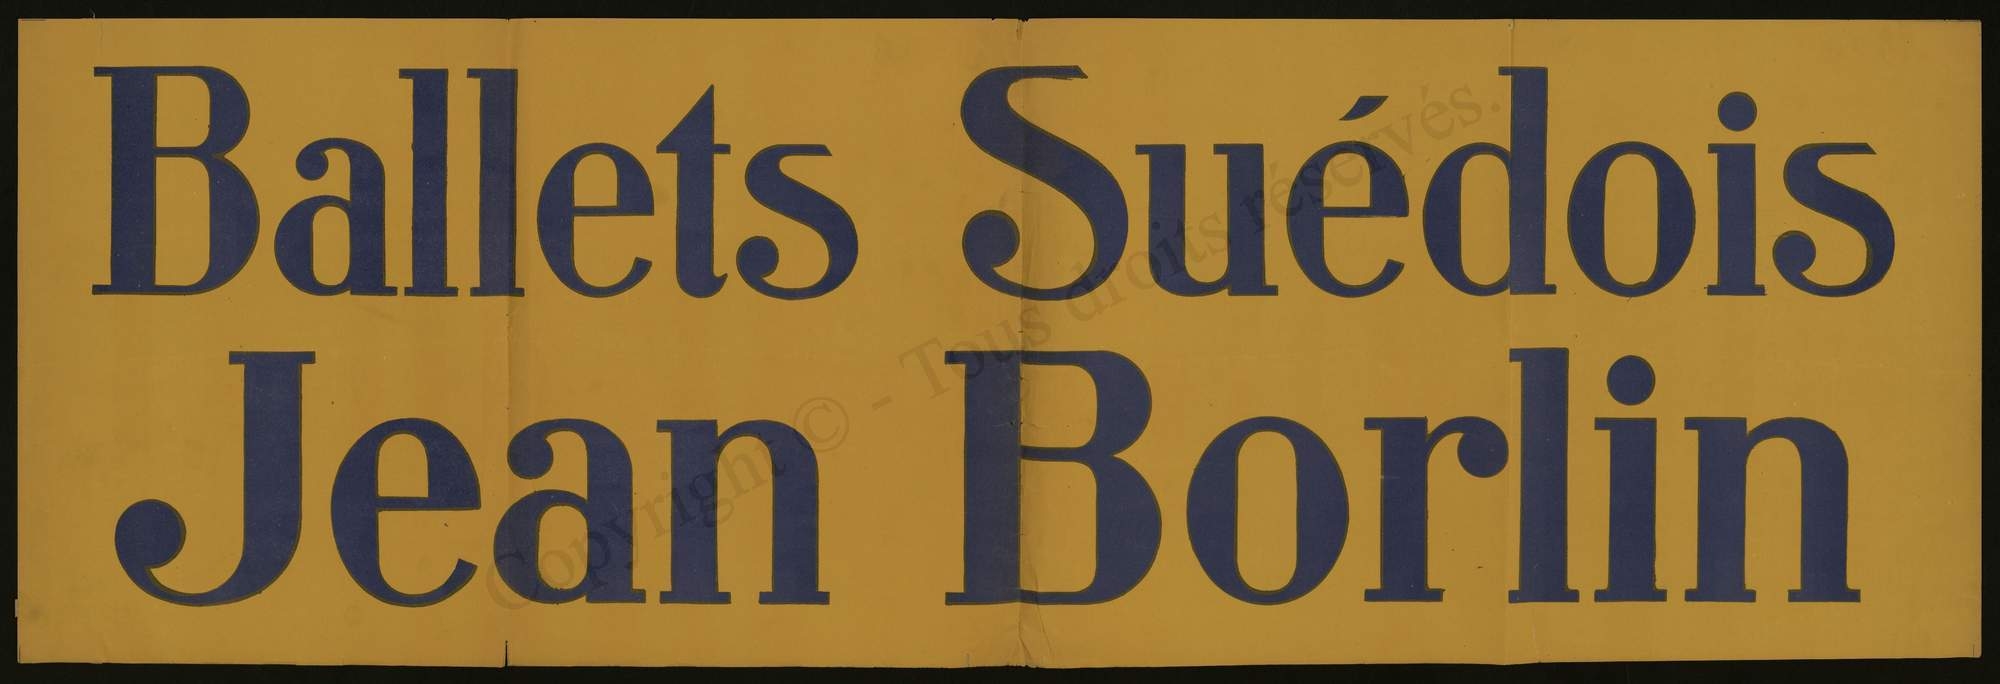 Ballets Suédois
Jean Borlin
Copyright © - Tous droits réservés.